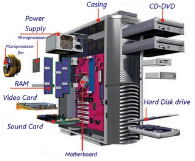 Casing
CD-DVD
Power
Supply
Microprocessor
Microprocessor
fan
RAM
Video Card
Sound Card
Hard Disk drive
Motherboard